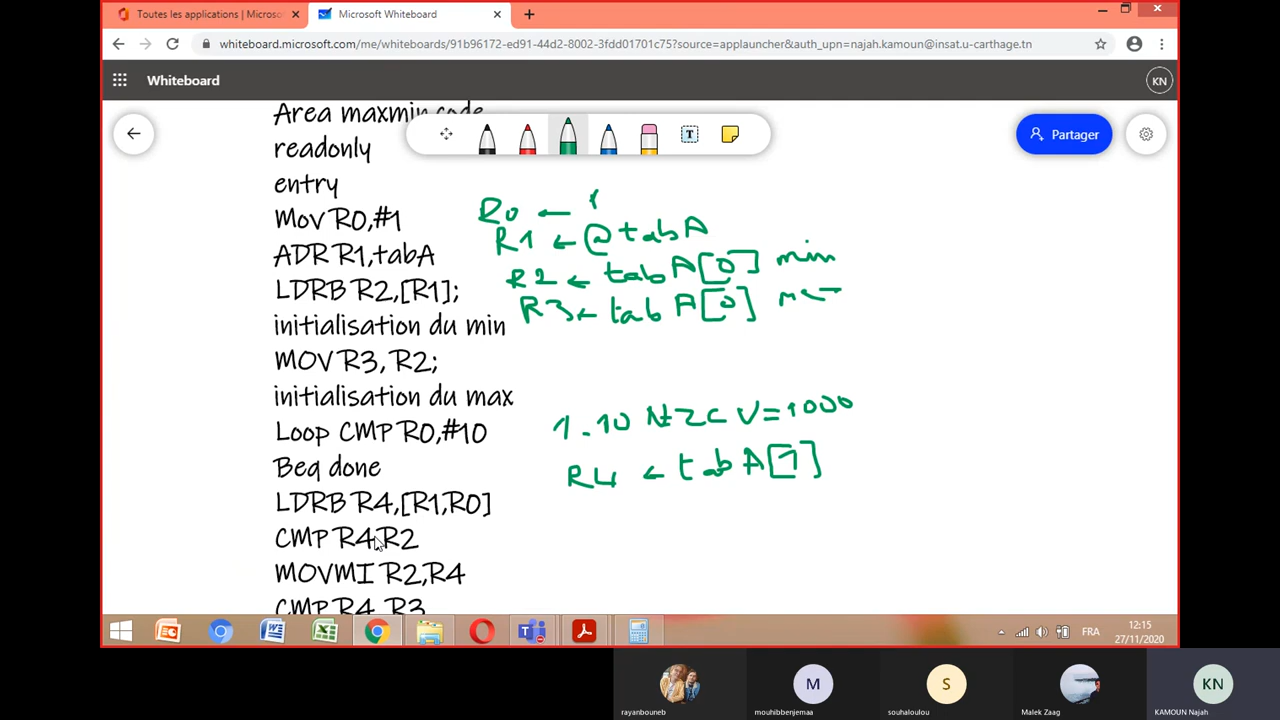 Toutes les applications | Microso
Microsoft Whiteboard
whiteboard.microsoft.com/me/whiteboards/91b96172-ed91-44d2-8002-3fdd01701c75?source=applauncher&auth_upn=najah.kamoun@insat.u-carthage.tn
Whiteboard
KN
Partager
Area maxmin code
readonly
entry
Mov R0,#1
ADR R1,tabA
LDRB R2,[R1];
initialisation du min
MOV R3, R2;
initialisation du max
Loop CMP R0,#10
Beq done
LDRB R4,[R1,R0]
CMP R4,R2
MOVMI R2,R4
CMP R4, R3
R0 ← 1
R1 ← @tabA
R2 ← tabA[0] min
R3 ← tabA[0]
1-10 NZCV=1000
R4 ← tabA[1]
FRA
12:15
27/11/2020
rayanbouneb
M
mouhibbenjemaa
S
souhaloulou
Malek Zaag
KN
KAMOUN Najah